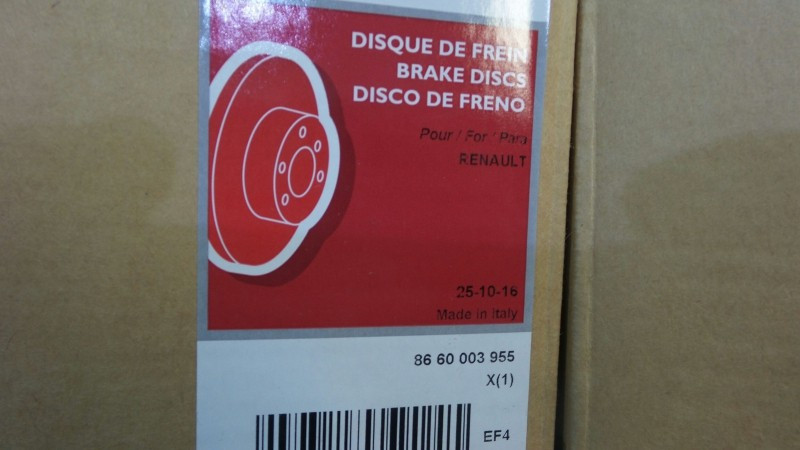 DISQUE DE FREIN
BRAKE DISCS
DISCO DE FRENO
Pour / For / Para
RENAULT
25-10-16
Made in Italy
86 60 003 955
X(1)
EF4